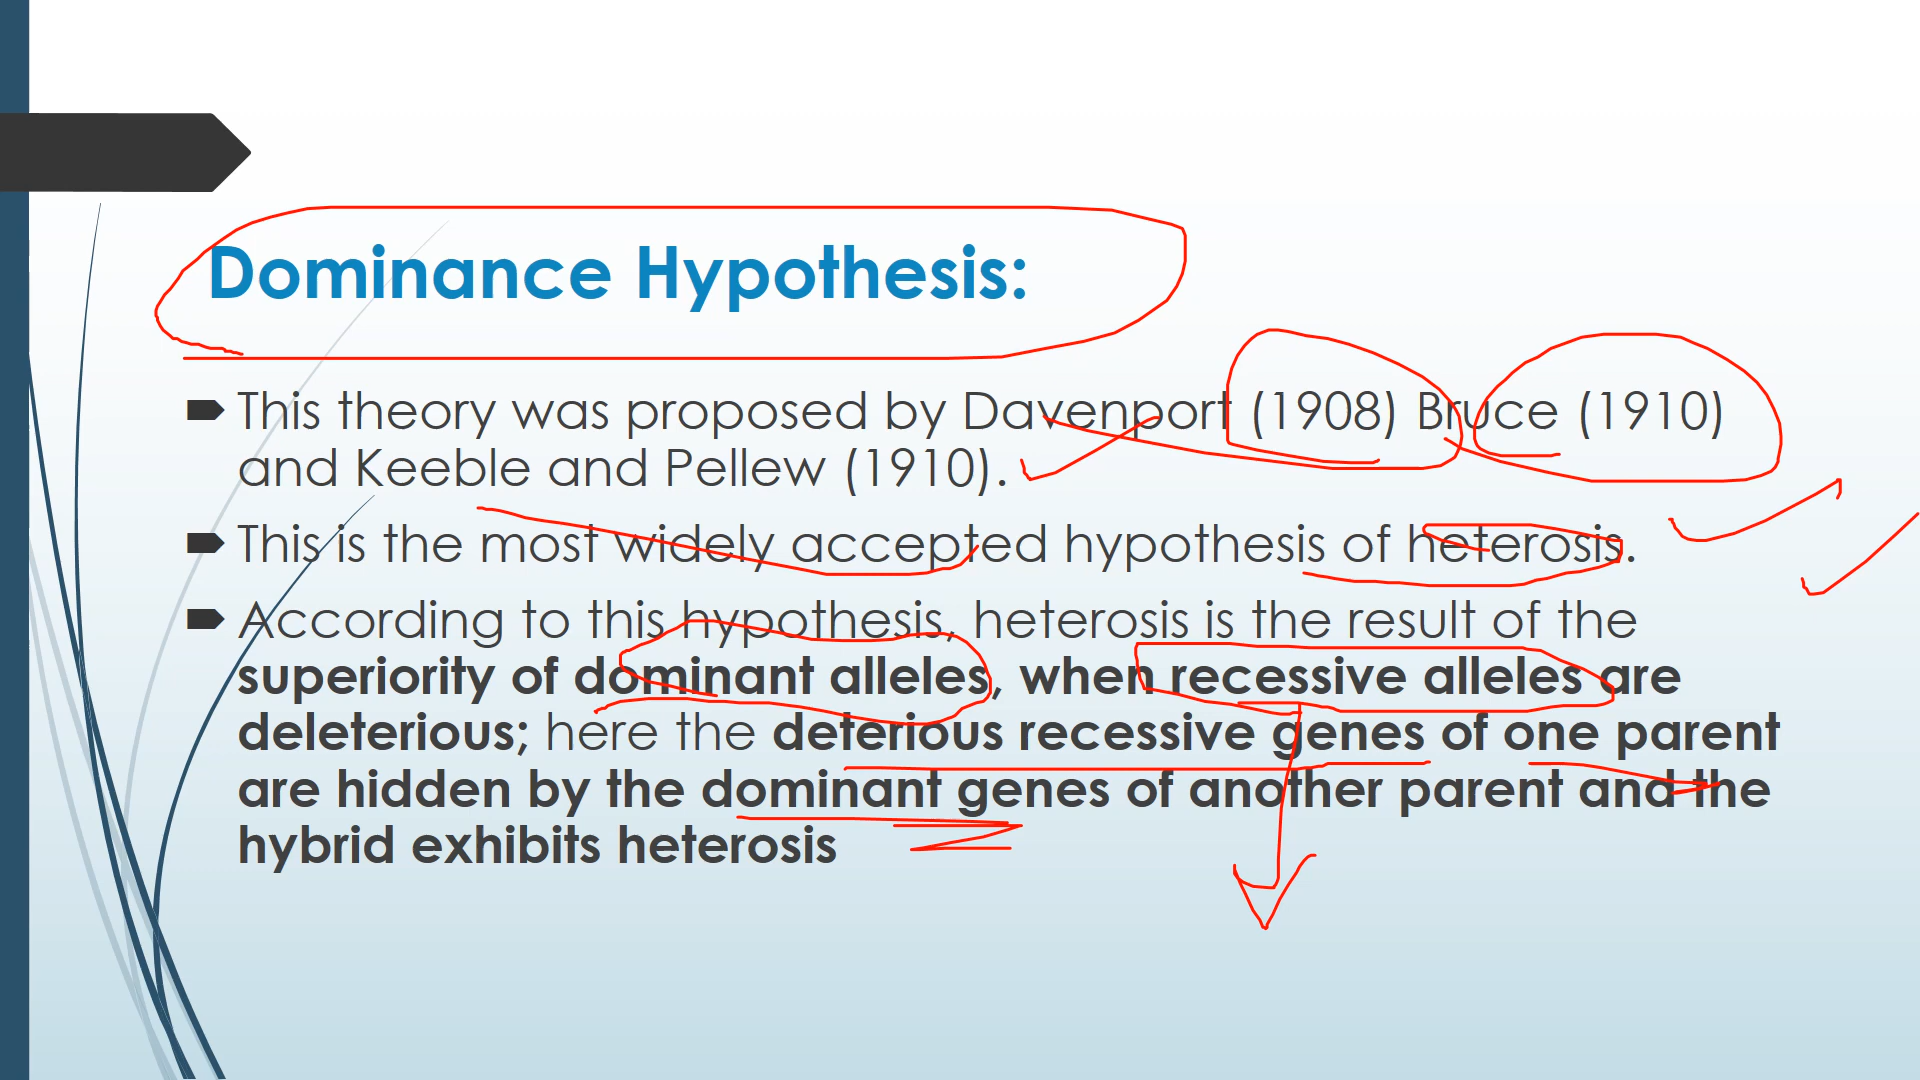 Dominance Hypothesis:
This theory was proposed by Davenport (1908) Bruce (1910)
and Keeble and Pellew (1910).
This is the most widely accepted hypothesis of heterosis.
According to this hypothesis, heterosis is the result of the
superiority of dominant alleles, when recessive alleles are
deleterious; here the deterious recessive genes of one parent
are hidden by the dominant genes of another parent and the
hybrid exhibits heterosis